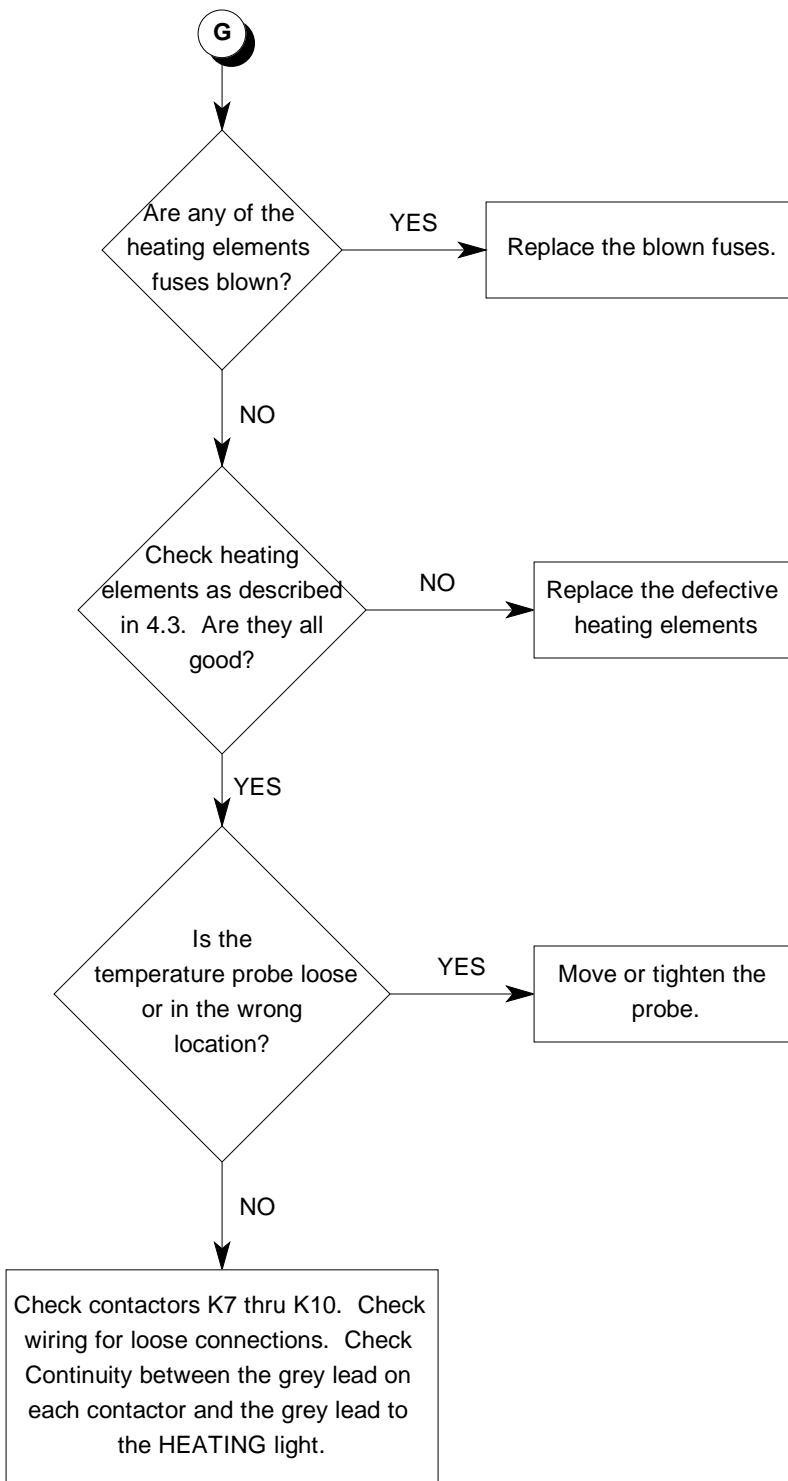 G
Are any of the
heating elements
fuses blown?
YES
Replace the blown fuses.
NO
Check heating
elements as described
in 4.3.  Are they all
good?
NO
Replace the defective
heating elements
YES
Is the
temperature probe loose
or in the wrong
location?
YES
Move or tighten the
probe.
NO
Check contactors K7 thru K10.  Check
wiring for loose connections.  Check
Continuity between the grey lead on
each contactor and the grey lead to
the HEATING light.